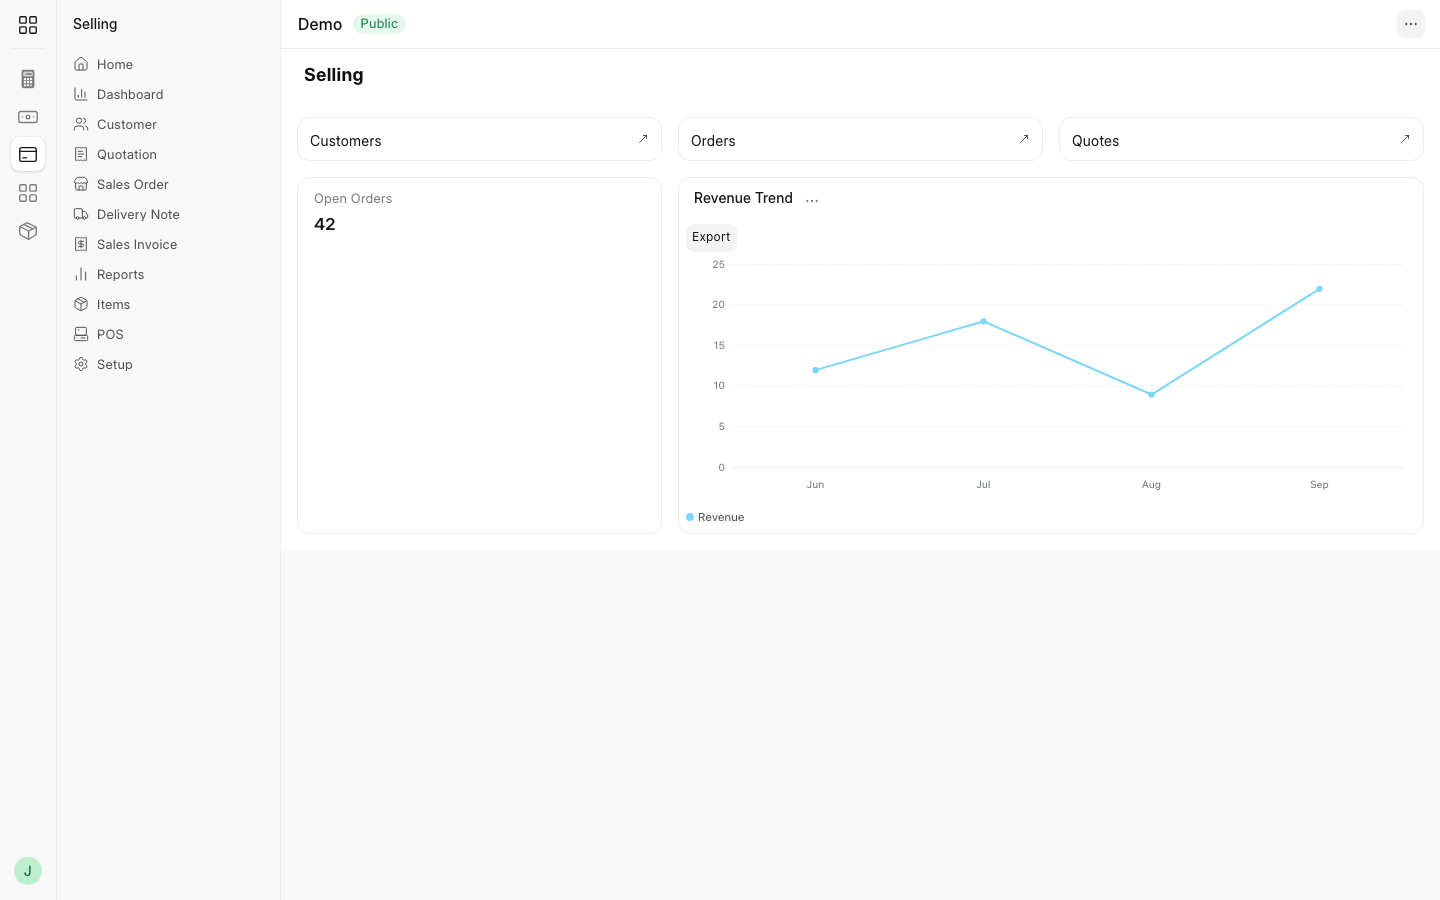 Selling
Home
Dashboard
Customer
Quotation
Sales Order
Delivery Note
Sales Invoice
Reports
Items
POS
Setup
J
Demo
Public
Selling
Customers
Orders
Quotes
Open Orders
42
Revenue Trend
Export
25
20
15
10
5
0
Jun Jul Aug Sep
Revenue